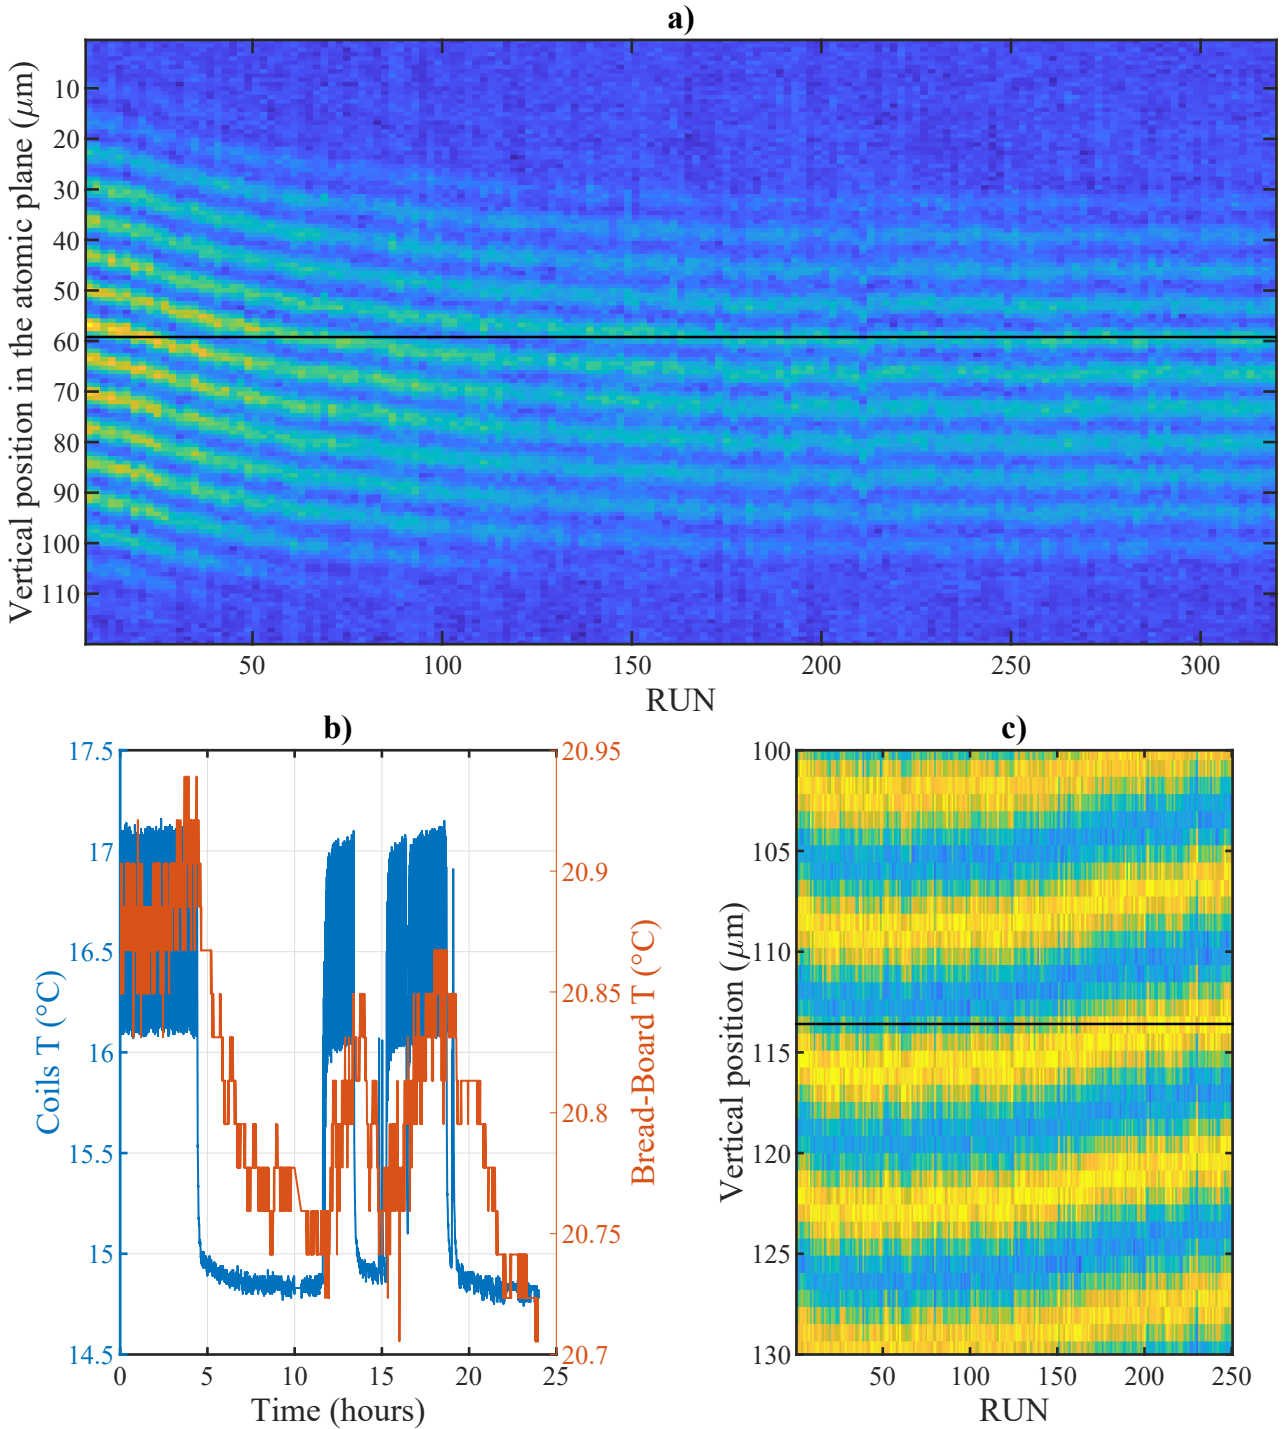 a)
Vertical position in the atomic plane (μm)
10
20
30
40
50
60
70
80
90
100
110
50 100 150 200 250 300
RUN
b)
Coils T (°C)
17.5
17
16.5
16
15.5
15
14.5
20.95
20.9
20.85
20.8
20.75
20.7
Bread-Board T (°C)
0 5 10 15 20 25
Time (hours)
c)
Vertical position (μm)
100
105
110
115
120
125
130
50 100 150 200 250
RUN